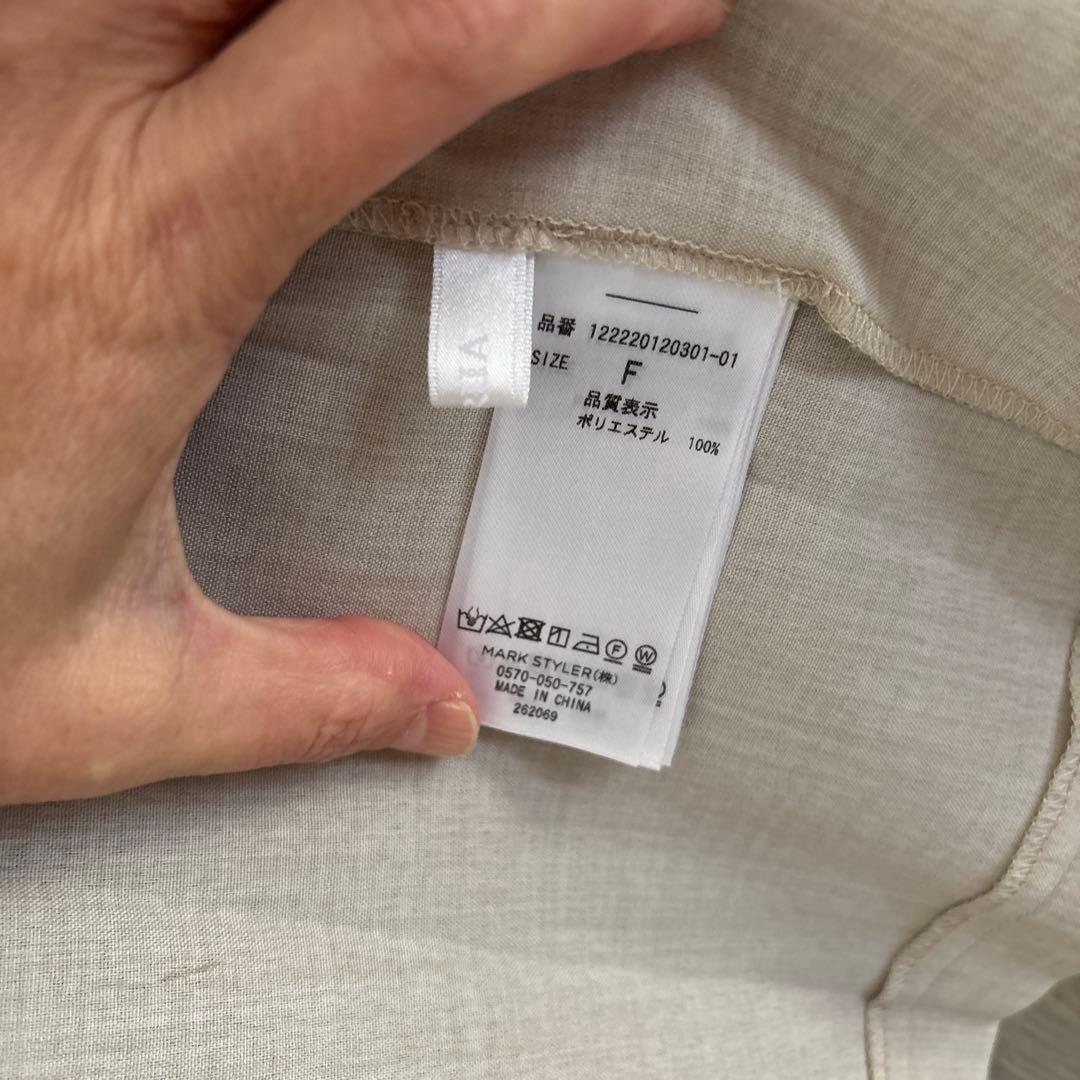 品番 122220120301-01
SIZE F
品質表示
ポリエステル 100%
F W
MARK STYLER(株)
0570-050-757
MADE IN CHINA
262069
RIA